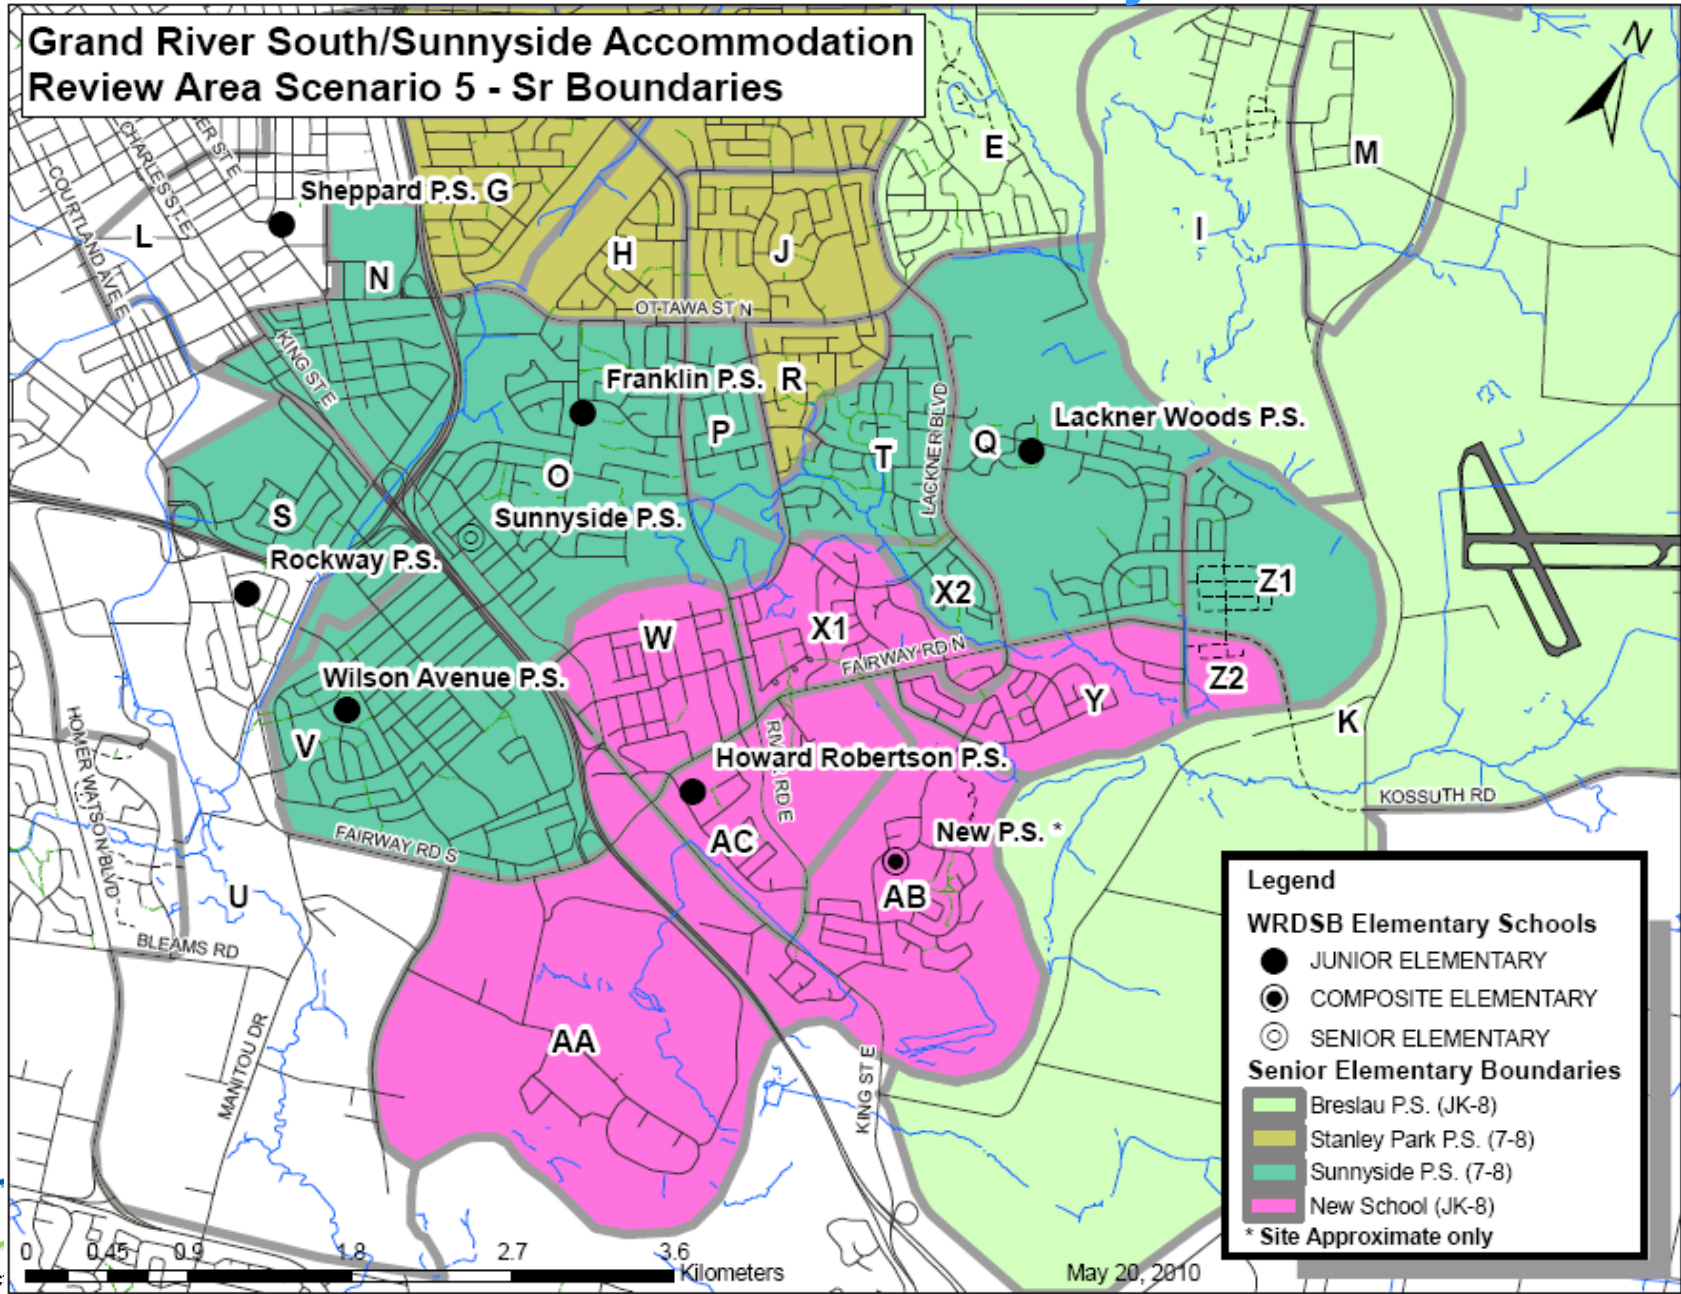 Grand River South/Sunnyside Accommodation
Review Area Scenario 5 - Sr Boundaries
N
CHARLES ST E
COURTLAND AVE E
E
M
Sheppard P.S.
G
L
I
H
J
N
OTTAWA ST N
KING ST E
Franklin P.S.
R
LACKNER BLVD
Lackner Woods P.S.
P
Q
T
O
S
Sunnyside P.S.
Rockway P.S.
X2
Z1
W
X1
FAIRWAY RD N
Wilson Avenue P.S.
Z2
Y
K
V
HOMER WATSON BLVD
Howard Robertson P.S.
KOSSUTH RD
FAIRWAY RD S
AC
New P.S. *
AB
U
BLEAMS RD
AA
MANITOU DR
KING ST E
Legend
WRDSB Elementary Schools
JUNIOR ELEMENTARY
COMPOSITE ELEMENTARY
SENIOR ELEMENTARY
Senior Elementary Boundaries
Breslau P.S. (JK-8)
Stanley Park P.S. (7-8)
Sunnyside P.S. (7-8)
New School (JK-8)
* Site Approximate only
0 0.45 0.9 1.8 2.7 3.6
Kilometers
May 20, 2010